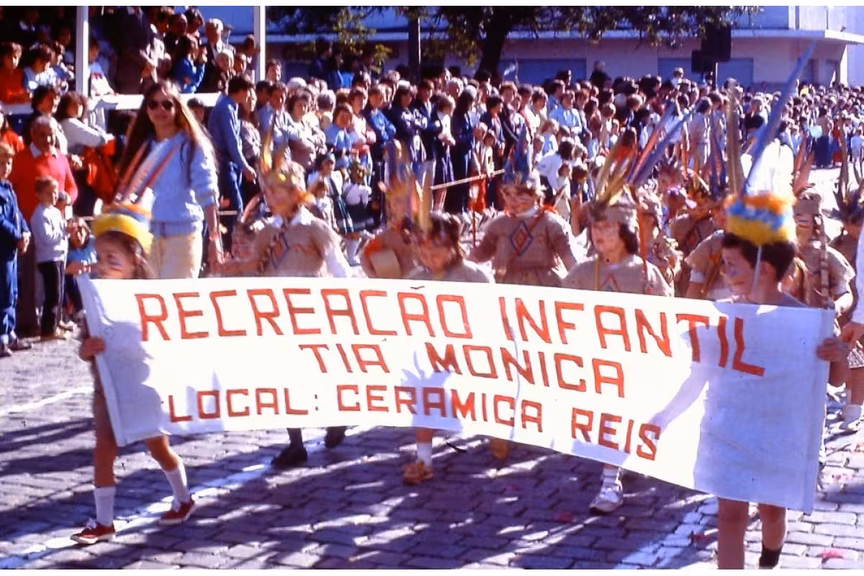 RECREAÇÃO INFANTIL
TIA MONICA
LOCAL: CERAMICA REIS